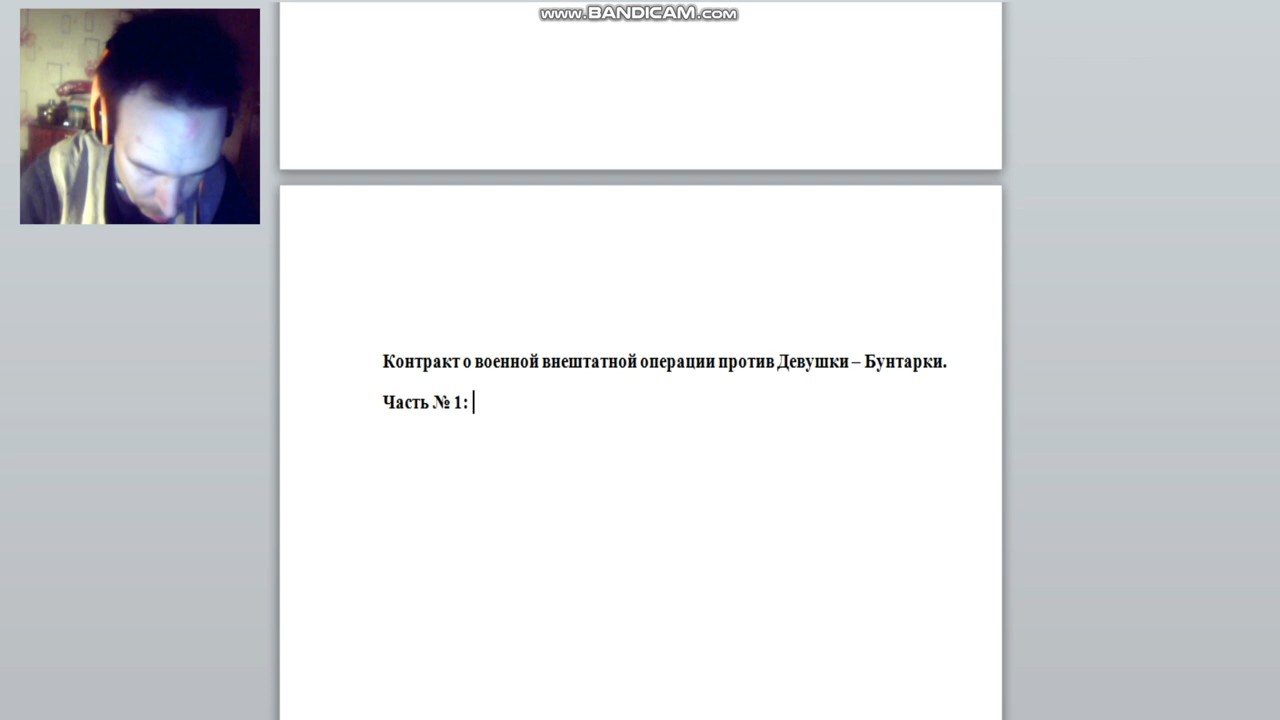 www.BANDICAM.com
Контракт о военной внештатной операции против Девушки – Бунтарки.
Часть № 1: